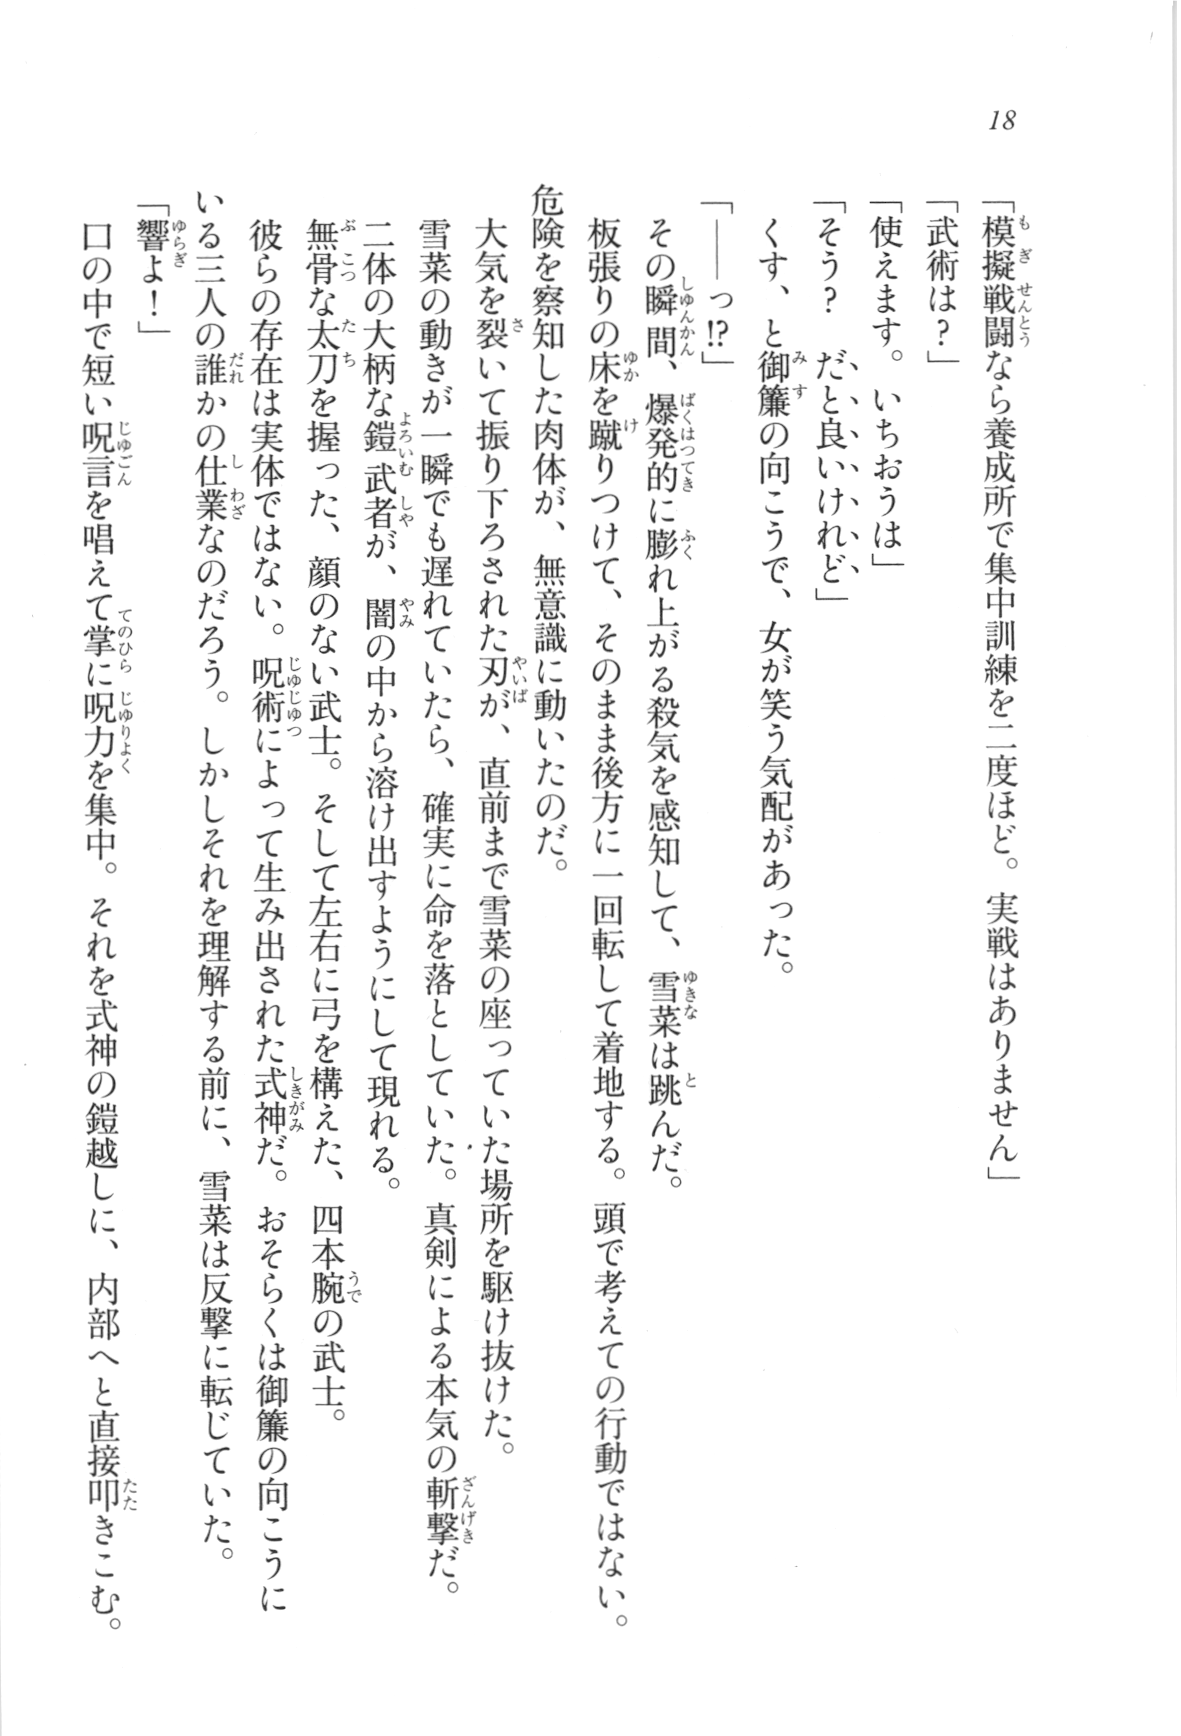 18
「模擬戦闘なら養成所で集中訓練を二度ほど。実戦はありません」
「武術は？」
「使えます。いちおうは」
「そう？　だと良いけれど」
くす、と御簾の向こうで、女が笑う気配があった。
「――っ!?」
その瞬間、爆発的に膨れ上がる殺気を感知して、雪菜は跳んだ。
板張りの床を蹴りつけて、そのまま後方に一回転して着地する。頭で考えての行動ではない。
危険を察知した肉体が、無意識に動いたのだ。
大気を裂いて振り下ろされた刃が、直前まで雪菜の座っていた場所を駆け抜けた。
雪菜の動きが一瞬でも遅れていたら、確実に命を落としていた。真剣による本気の斬撃だ。
二体の大柄な鎧武者が、闇の中から溶け出すようにして現れる。
無骨な太刀を握った、顔のない武士。そして左右に弓を構えた、四本腕の武士。
彼らの存在は実体ではない。呪術によって生み出された式神だ。おそらくは御簾の向こうに
いる三人の誰かの仕業なのだろう。しかしそれを理解する前に、雪菜は反撃に転じていた。
「響よ！」
口の中で短い呪言を唱えて掌に呪力を集中。それを式神の鎧越しに、内部へと直接叩きこむ。